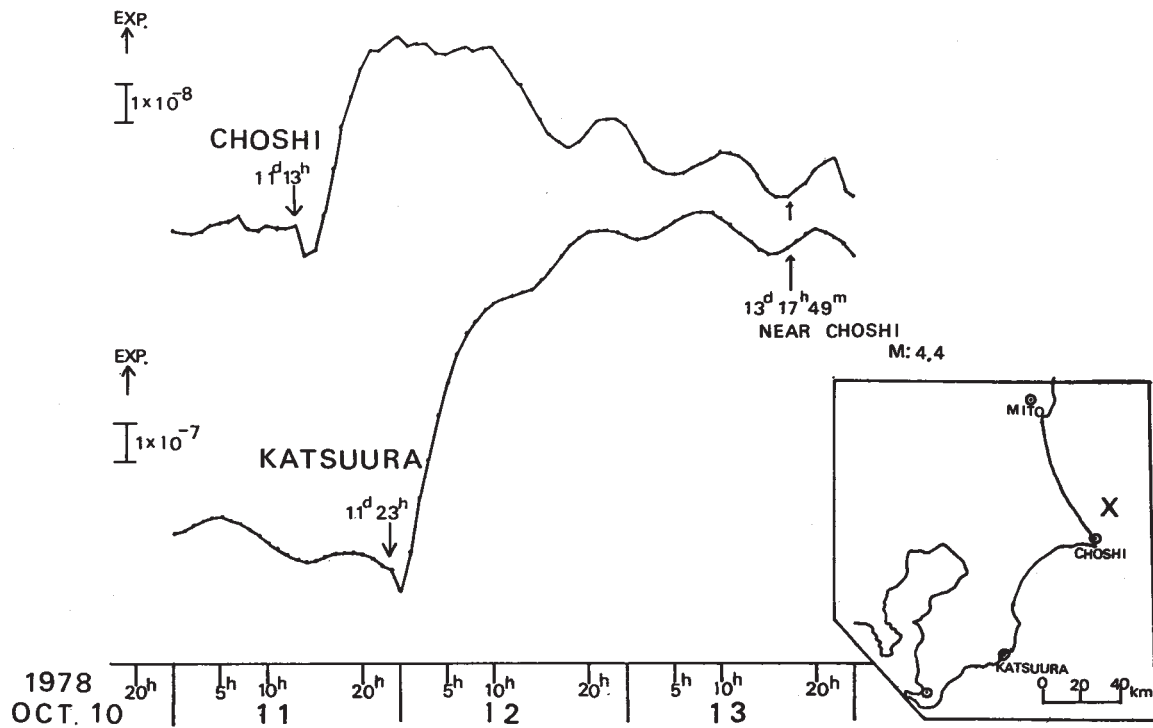 EXP.
1×10⁻⁸
CHOSHI
11ᵈ13ʰ
13ᵈ17ʰ49ᵐ
NEAR CHOSHI
M: 4.4
EXP.
1×10⁻⁷
KATSUURA
11ᵈ23ʰ
MITO
X
CHOSHI
KATSUURA
0 20 40 km
20ʰ 5ʰ 10ʰ 20ʰ 5ʰ 10ʰ 20ʰ 5ʰ 10ʰ 20ʰ
1978
OCT. 10 11 12 13